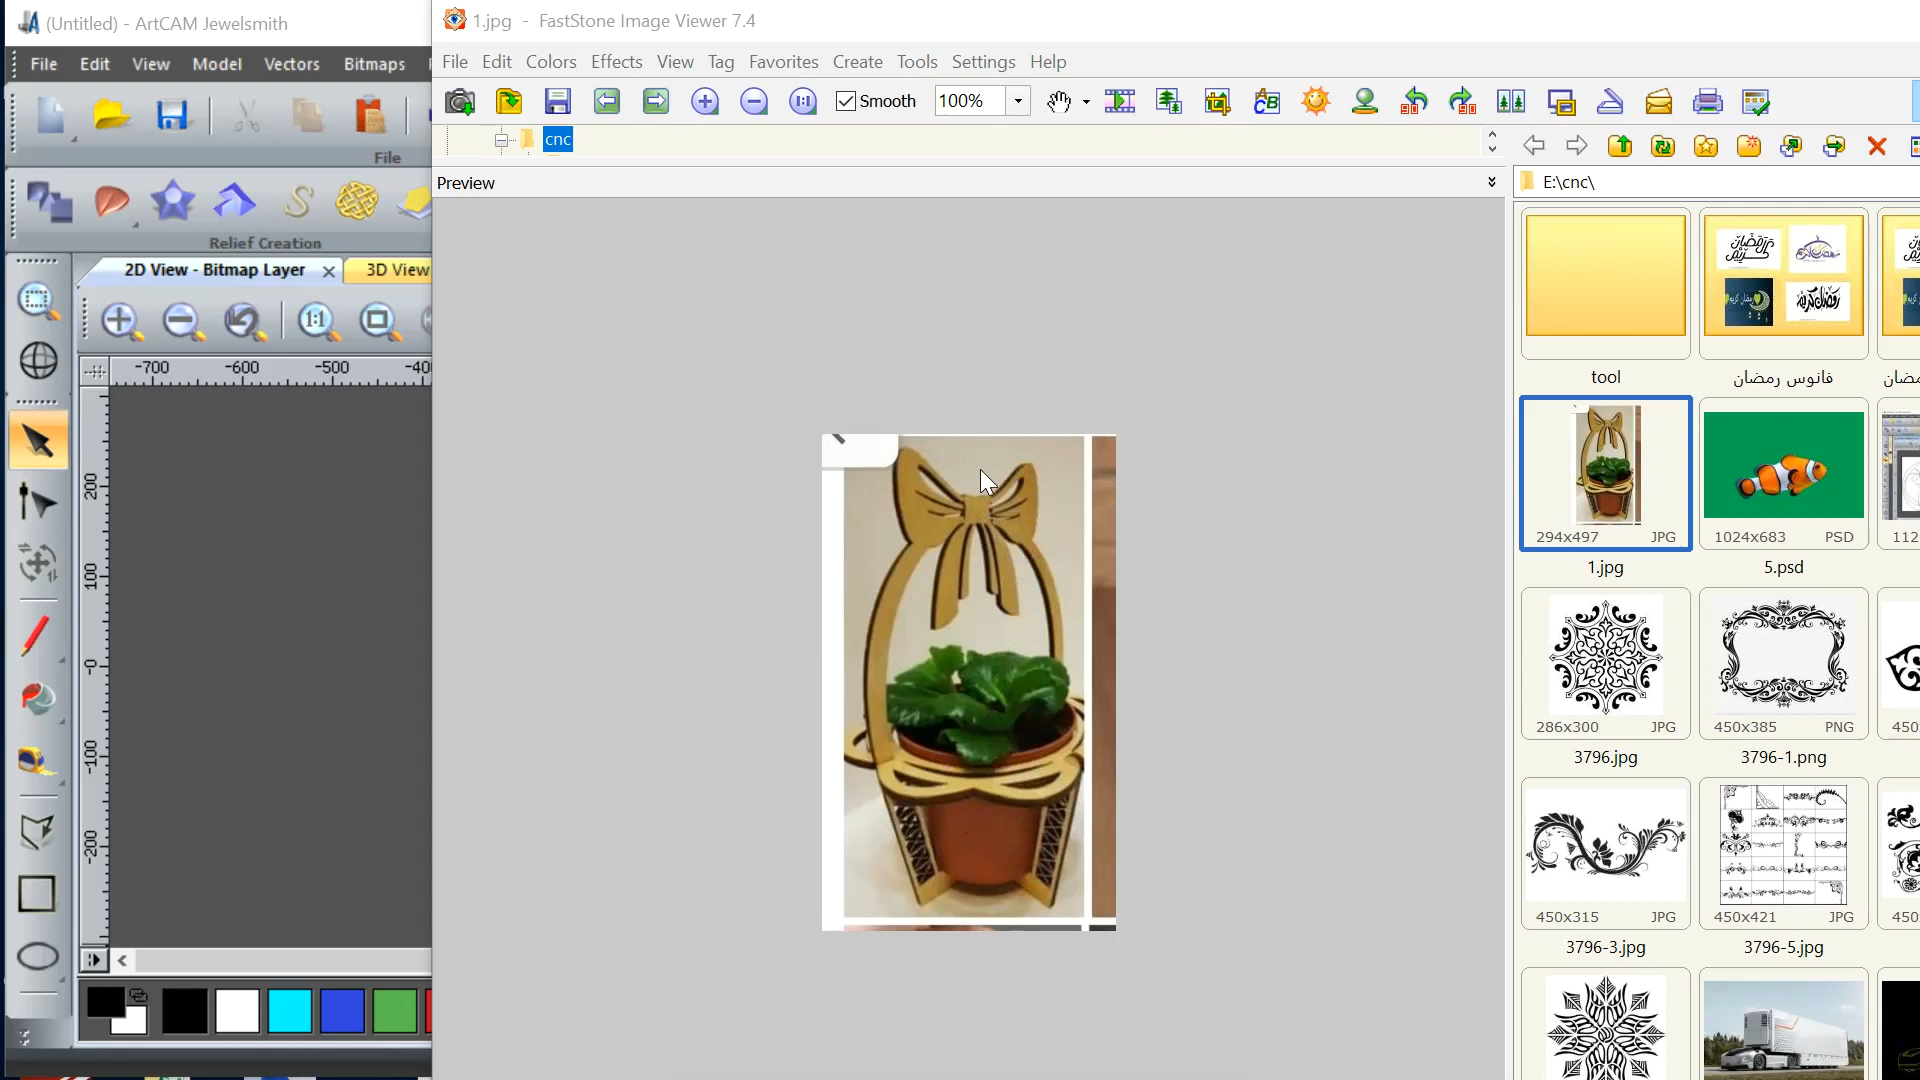 (Untitled) - ArtCAM Jewelsmith
File Edit View Model Vectors Bitmaps
File
Relief Creation
2D View - Bitmap Layer
3D View
1:1
-700 -600 -500
200
100
-0
-100
-200
1.jpg - FastStone Image Viewer 7.4
File Edit Colors Effects View Tag Favorites Create Tools Settings Help
Smooth 100%
cnc
Preview
E:\cnc\
رمضان كريم
tool
فانوس رمضان
294x497 JPG
1024x683 PSD
1.jpg
5.psd
286x300 JPG
450x385 PNG
3796.jpg
3796-1.png
450x315 JPG
450x421 JPG
3796-3.jpg
3796-5.jpg